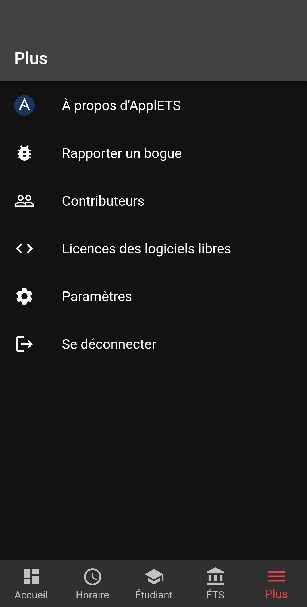 Plus
À propos d'ApplETS
Rapporter un bogue
Contributeurs
Licences des logiciels libres
Paramètres
Se déconnecter
Accueil
Horaire
Étudiant
ÉTS
Plus